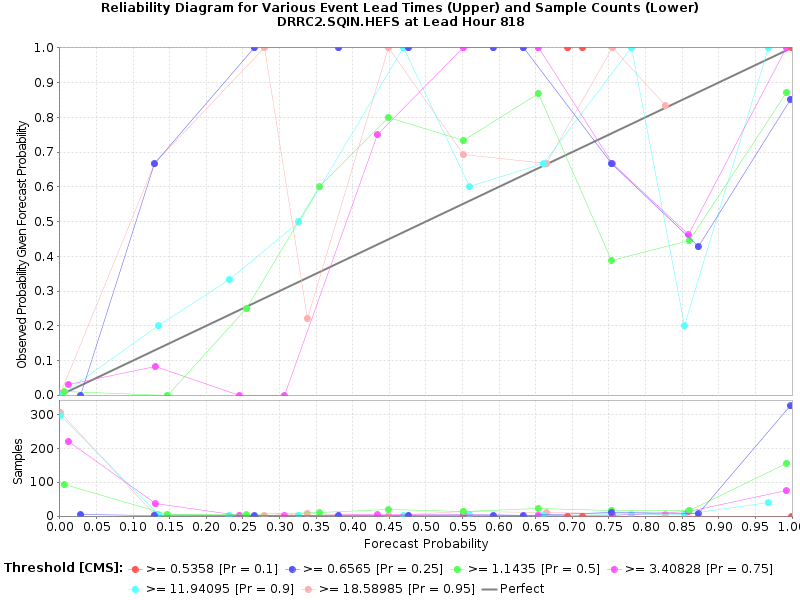 Reliability Diagram for Various Event Lead Times (Upper) and Sample Counts (Lower)
DRRC2.SQIN.HEFS at Lead Hour 818
Observed Probability Given Forecast Probability
1.0
0.9
0.8
0.7
0.6
0.5
0.4
0.3
0.2
0.1
0.0
Samples
300
200
100
0
0.00 0.05 0.10 0.15 0.20 0.25 0.30 0.35 0.40 0.45 0.50 0.55 0.60 0.65 0.70 0.75 0.80 0.85 0.90 0.95 1.0
Forecast Probability
Threshold [CMS]: >= 0.5358 [Pr = 0.1] >= 0.6565 [Pr = 0.25] >= 1.1435 [Pr = 0.5] >= 3.40828 [Pr = 0.75]
>= 11.94095 [Pr = 0.9] >= 18.58985 [Pr = 0.95] Perfect